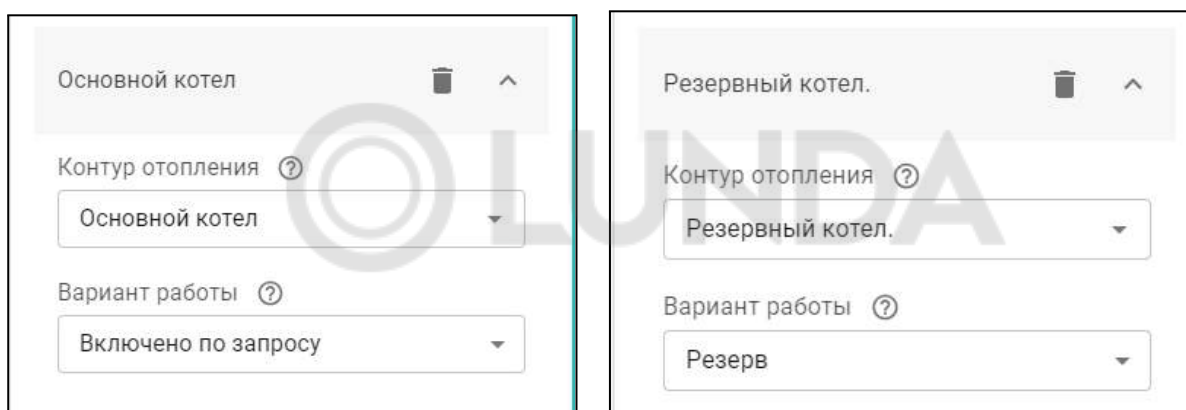 Основной котел
Контур отопления
Основной котел
Вариант работы
Включено по запросу
Резервный котел.
Контур отопления
Резервный котел.
Вариант работы
Резерв
LUNDA